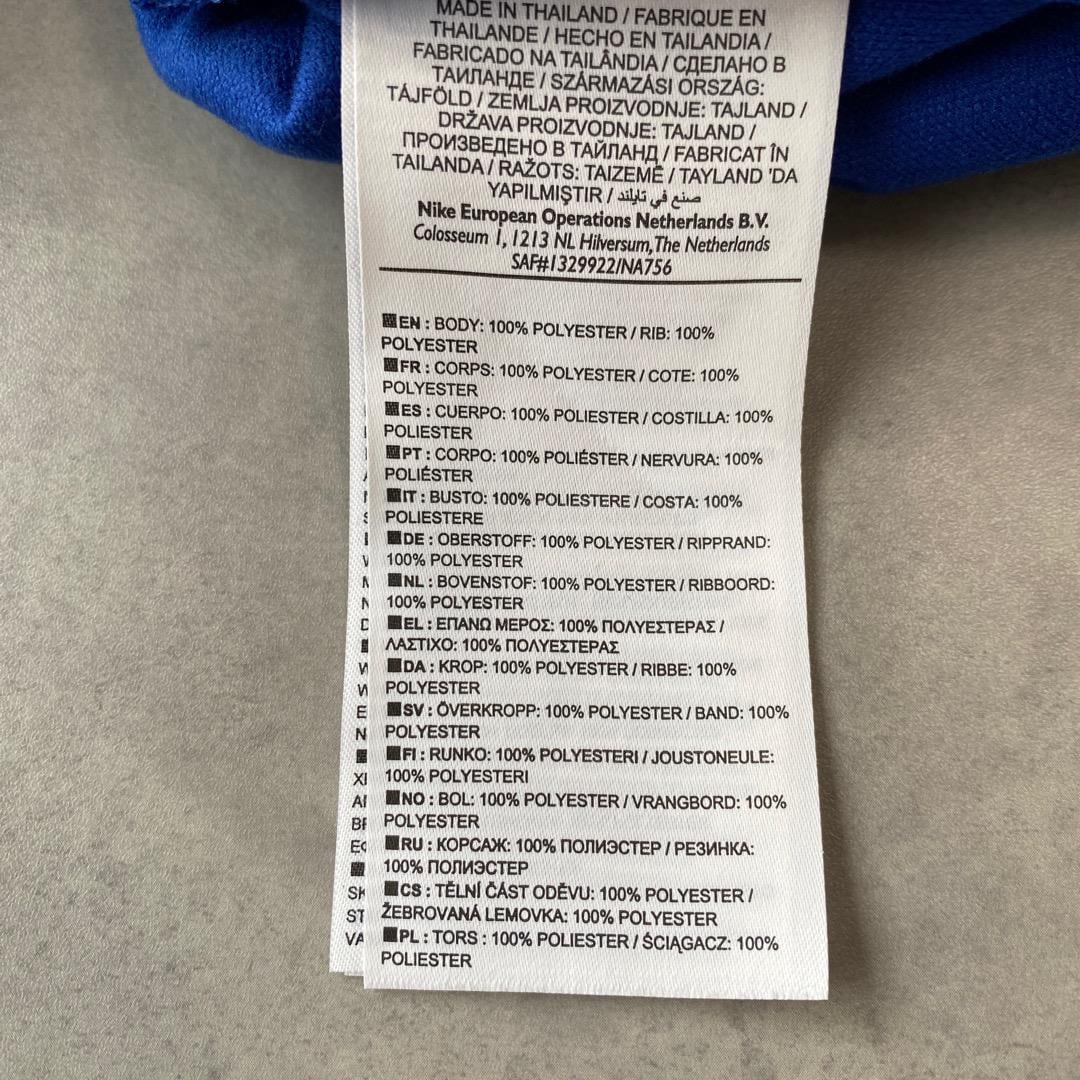 MADE IN THAILAND / FABRIQUE EN
THAILANDE / HECHO EN TAILANDIA /
FABRICADO NA TAILÂNDIA / СДЕЛАНО В
ТАИЛАНДЕ / SZÁRMAZÁSI ORSZÁG:
TÁJFÖLD / ZEMLJA PROIZVODNJE: TAJLAND /
DRŽAVA PROIZVODNJE: TAJLAND /
ПРОИЗВЕДЕНО В ТАЙЛАНД / FABRICAT ÎN
TAILANDA / RAŽOTS: TAIZEMĒ / TAYLAND 'DA
YAPILMIŞTIR / صنع في تايلند
Nike European Operations Netherlands B.V.
Colosseum 1, 1213 NL Hilversum, The Netherlands
SAF#1329922/NA756
EN : BODY: 100% POLYESTER / RIB: 100%
POLYESTER
FR : CORPS: 100% POLYESTER / COTE: 100%
POLYESTER
ES : CUERPO: 100% POLIESTER / COSTILLA: 100%
POLIESTER
PT : CORPO: 100% POLIÉSTER / NERVURA: 100%
POLIÉSTER
IT : BUSTO: 100% POLIESTERE / COSTA: 100%
POLIESTERE
DE : OBERSTOFF: 100% POLYESTER / RIPPRAND:
100% POLYESTER
NL : BOVENSTOF: 100% POLYESTER / RIBBOORD:
100% POLYESTER
EL : ΕΠΑΝΩ ΜΕΡΟΣ: 100% ΠΟΛΥΕΣΤΕΡΑΣ /
ΛΑΣΤΙΧΟ: 100% ΠΟΛΥΕΣΤΕΡΑΣ
DA : KROP: 100% POLYESTER / RIBBE: 100%
POLYESTER
SV : ÖVERKROPP: 100% POLYESTER / BAND: 100%
POLYESTER
FI : RUNKO: 100% POLYESTERI / JOUSTONEULE:
100% POLYESTERI
NO : BOL: 100% POLYESTER / VRANGBORD: 100%
POLYESTER
RU : КОРСАЖ: 100% ПОЛИЭСТЕР / РЕЗИНКА:
100% ПОЛИЭСТЕР
CS : TĚLNÍ ČÁST ODĚVU: 100% POLYESTER /
ŽEBROVANÁ LEMOVKA: 100% POLYESTER
PL : TORS : 100% POLIESTER / ŚCIĄGACZ: 100%
POLIESTER